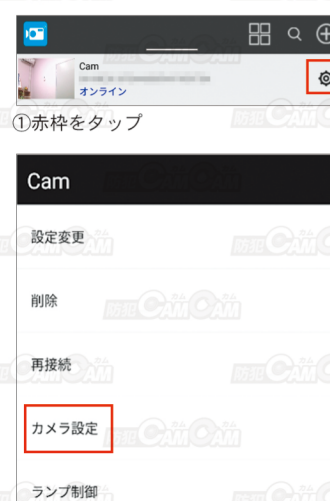 Cam
オンライン
①赤枠をタップ
Cam
設定変更
削除
再接続
カメラ設定
ランプ制御